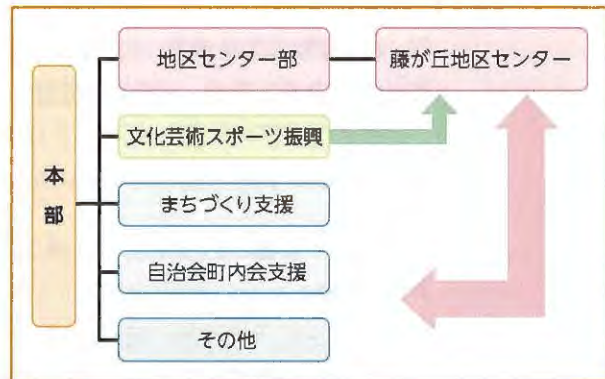 本部
地区センター部
藤が丘地区センター
文化芸術スポーツ振興
まちづくり支援
自治会町内会支援
その他